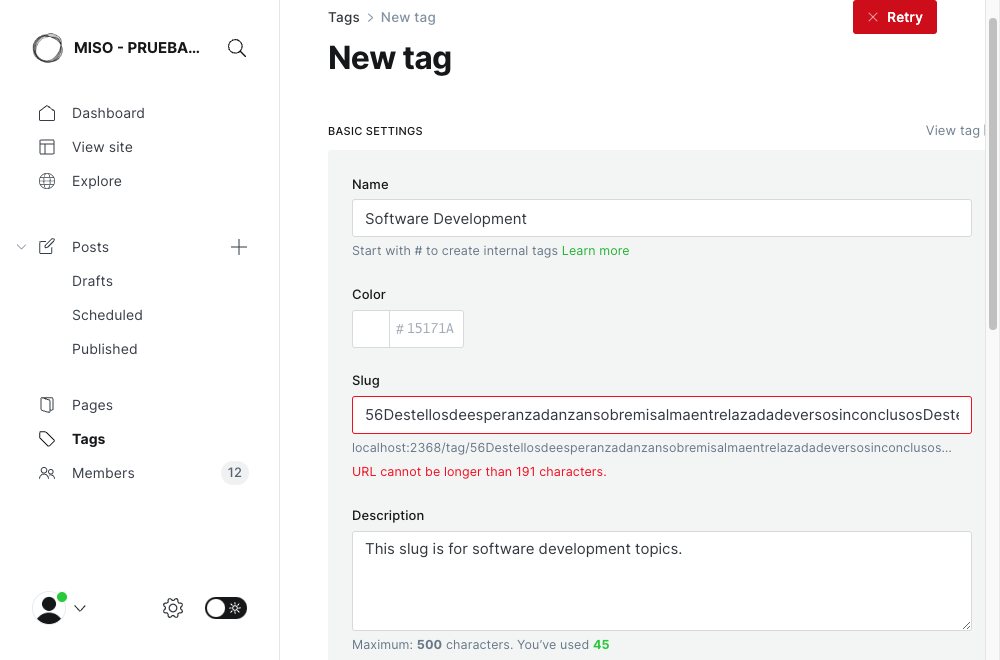 MISO - PRUEBA...
Dashboard
View site
Explore
Posts
Drafts
Scheduled
Published
Pages
Tags
Members
12
Tags > New tag
Retry
New tag
BASIC SETTINGS
View tag
Name
Software Development
Start with # to create internal tags Learn more
Color
# 15171A
Slug
56DestellosdeesperanzadanzansobremisalmaentrelazadadeversosinconclusosDeste
localhost:2368/tag/56Destellosdeesperanzadanzansobremisalmaentrelazadadeversosinconclusos...
URL cannot be longer than 191 characters.
Description
This slug is for software development topics.
Maximum: 500 characters. You've used 45